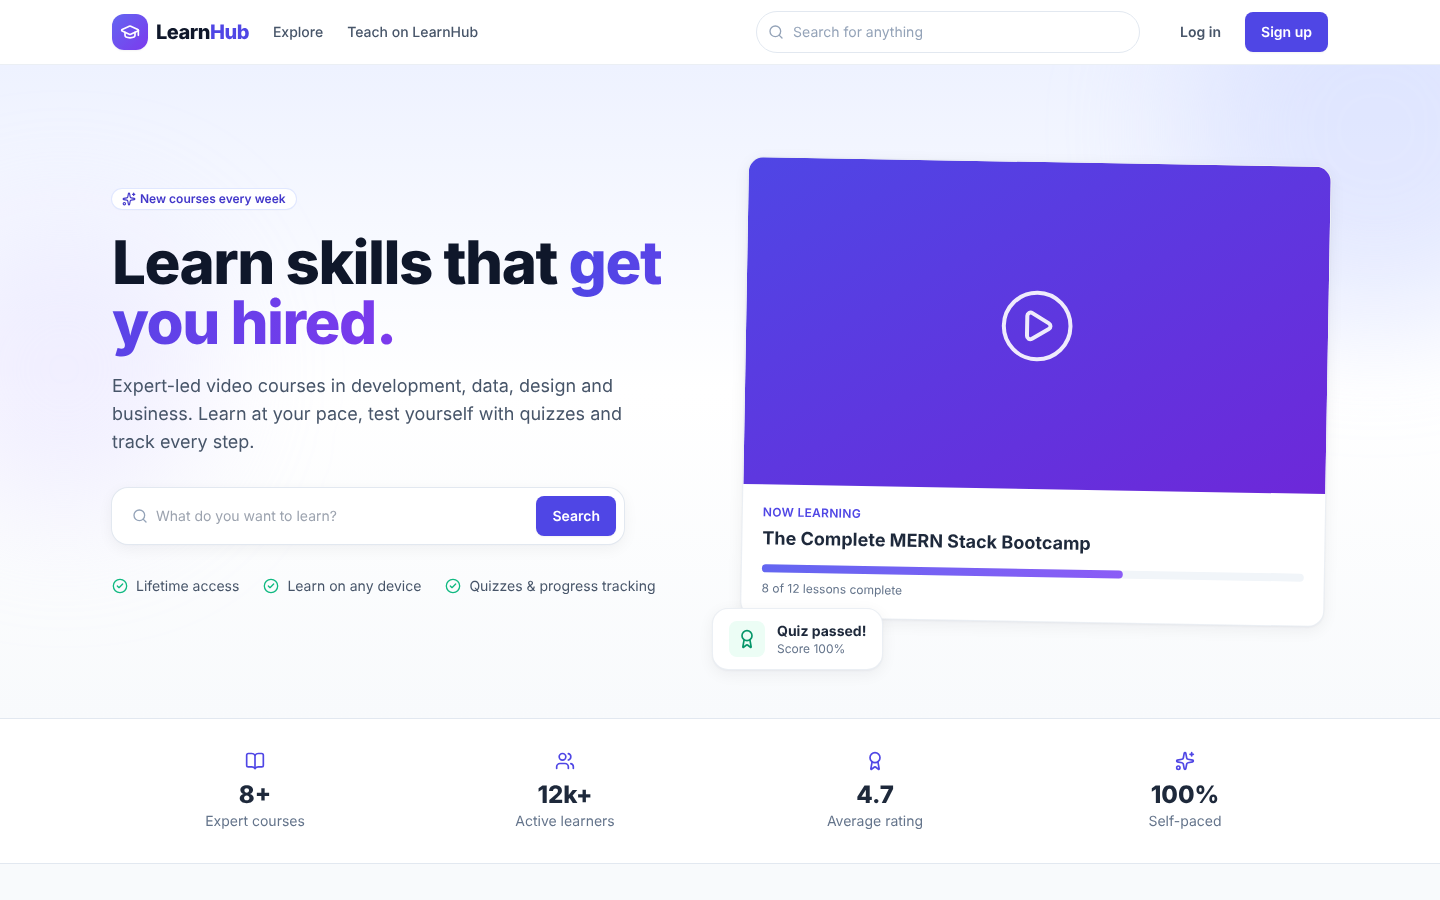 LearnHub
Explore
Teach on LearnHub
Search for anything
Log in
Sign up
New courses every week
Learn skills that get
you hired.
Expert-led video courses in development, data, design and
business. Learn at your pace, test yourself with quizzes and
track every step.
What do you want to learn?
Search
Lifetime access
Learn on any device
Quizzes & progress tracking
NOW LEARNING
The Complete MERN Stack Bootcamp
8 of 12 lessons complete
Quiz passed!
Score 100%
8+
Expert courses
12k+
Active learners
4.7
Average rating
100%
Self-paced